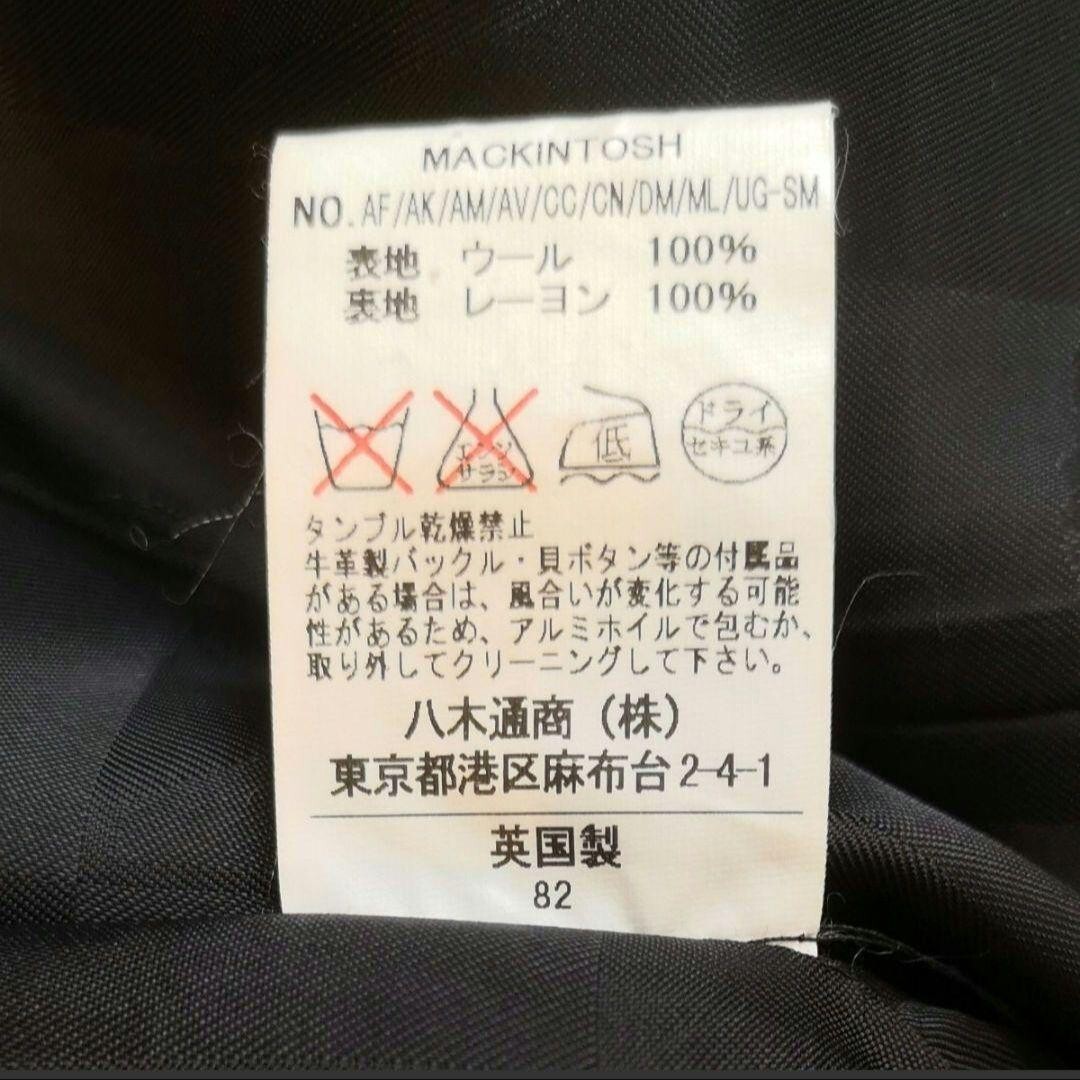 MACKINTOSH
NO.AF/AK/AM/AV/CC/CN/DM/ML/UG-SM
表地 ウール 100%
裏地 レーヨン 100%
エンソ
サラシ
低
ドライ
セキユ系
タンブル乾燥禁止
牛革製バックル・貝ボタン等の付属品
がある場合は、風合いが変化する可能
性があるため、アルミホイルで包むか、
取り外してクリーニングして下さい。
八木通商（株）
東京都港区麻布台2-4-1
英国製
82